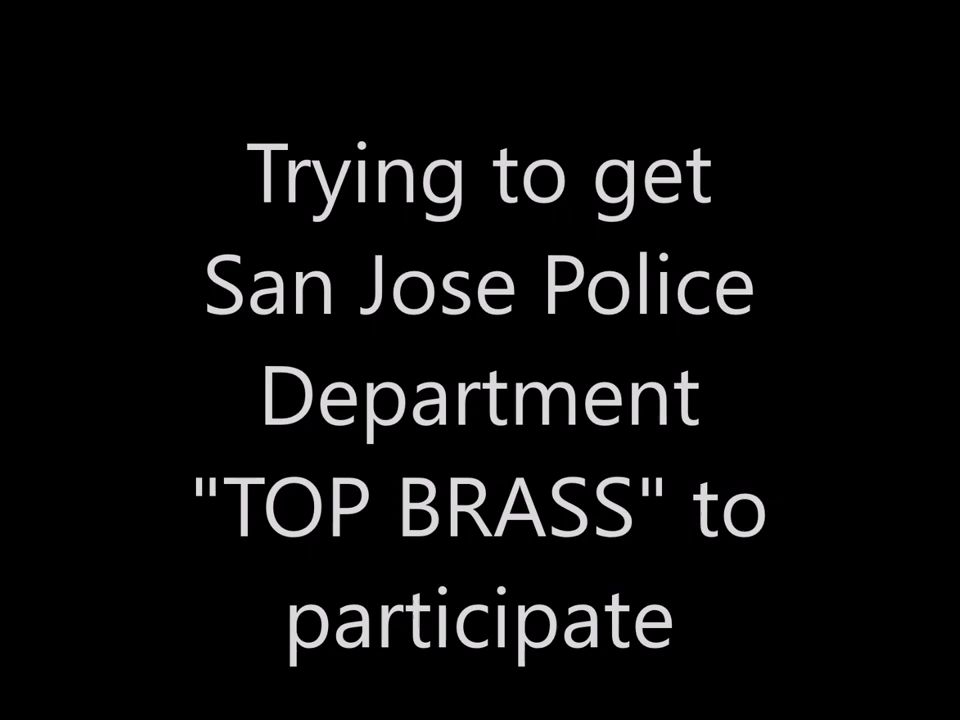 Trying to get
San Jose Police
Department
"TOP BRASS" to
participate